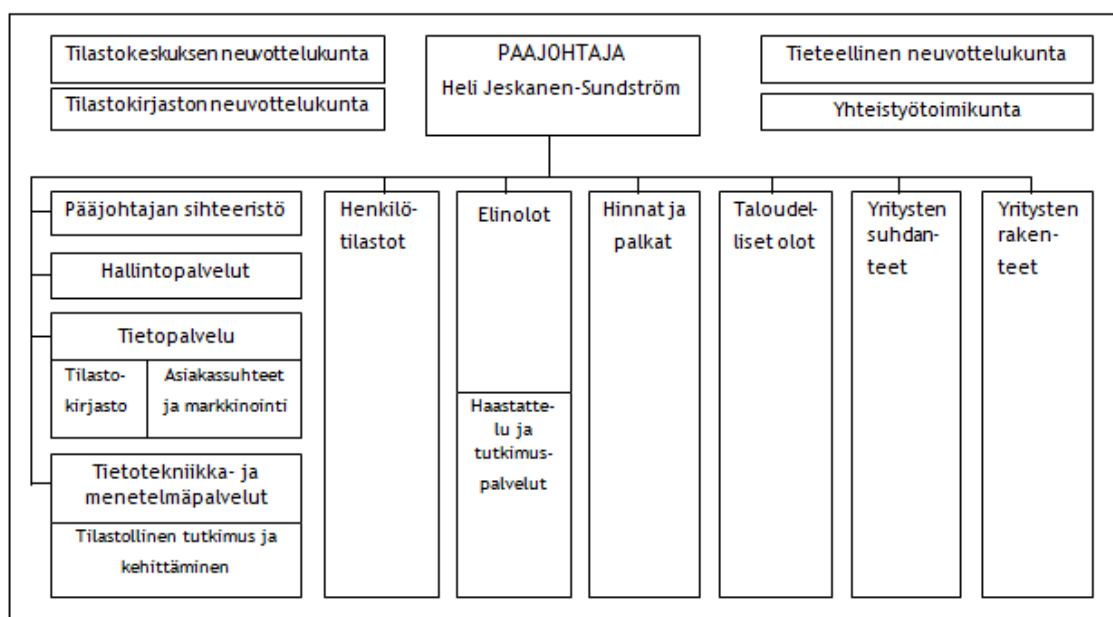 Tilastokeskuksen neuvottelukunta
Tilastokirjaston neuvottelukunta
PAAJOHTAJA
Heli Jeskanen-Sundström
Tieteellinen neuvottelukunta
Yhteistyötoimikunta
Pääjohtajan sihteeristö
Hallintopalvelut
Tietopalvelu
Tilasto-
kirjasto
Asiakassuhteet
ja markkinointi
Tietotekniikka- ja
menetelmäpalvelut
Tilastollinen tutkimus ja
kehittäminen
Henkilö-
tilastot
Elinolot
Haastatte-
lu ja
tutkimus-
palvelut
Hinnat ja
palkat
Taloudel-
liset olot
Yritysten
suhdan-
teet
Yritysten
raken-
teet